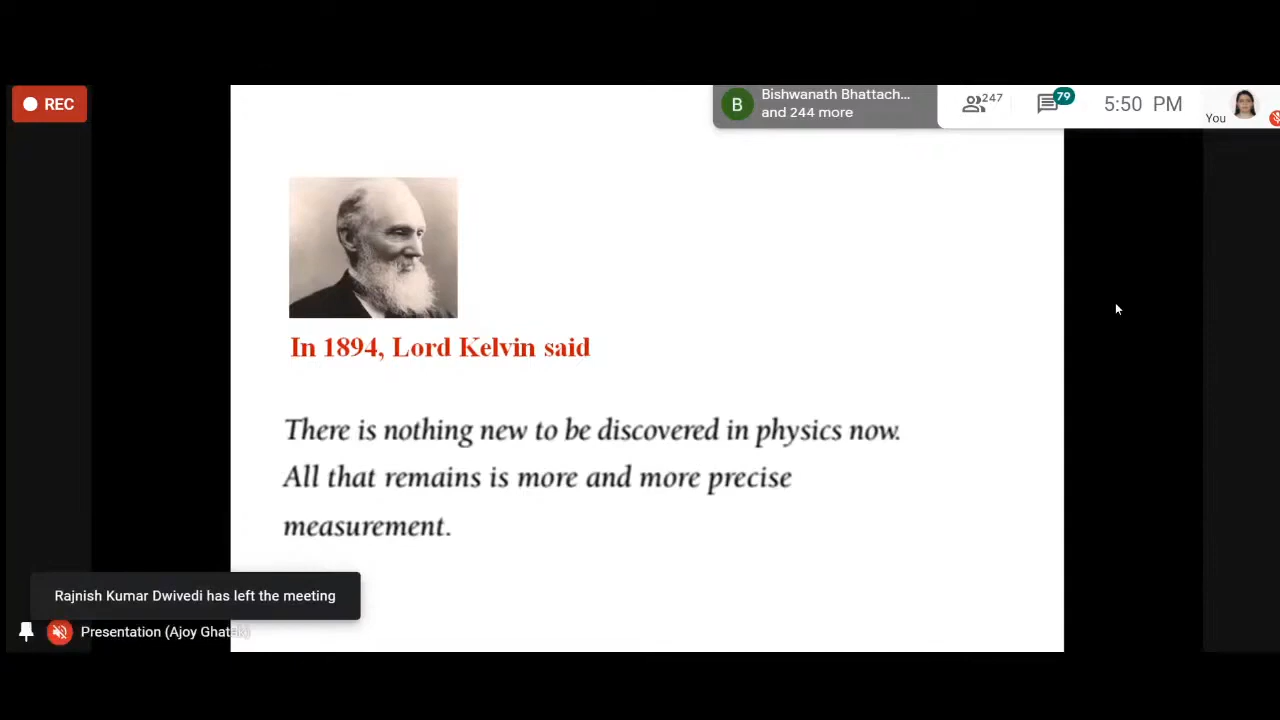 REC
B
Bishwanath Bhattach...
and 244 more
247
79
5:50 PM
You
In 1894, Lord Kelvin said
There is nothing new to be discovered in physics now.
All that remains is more and more precise
measurement.
Rajnish Kumar Dwivedi has left the meeting
Presentation (Ajoy Ghatak)